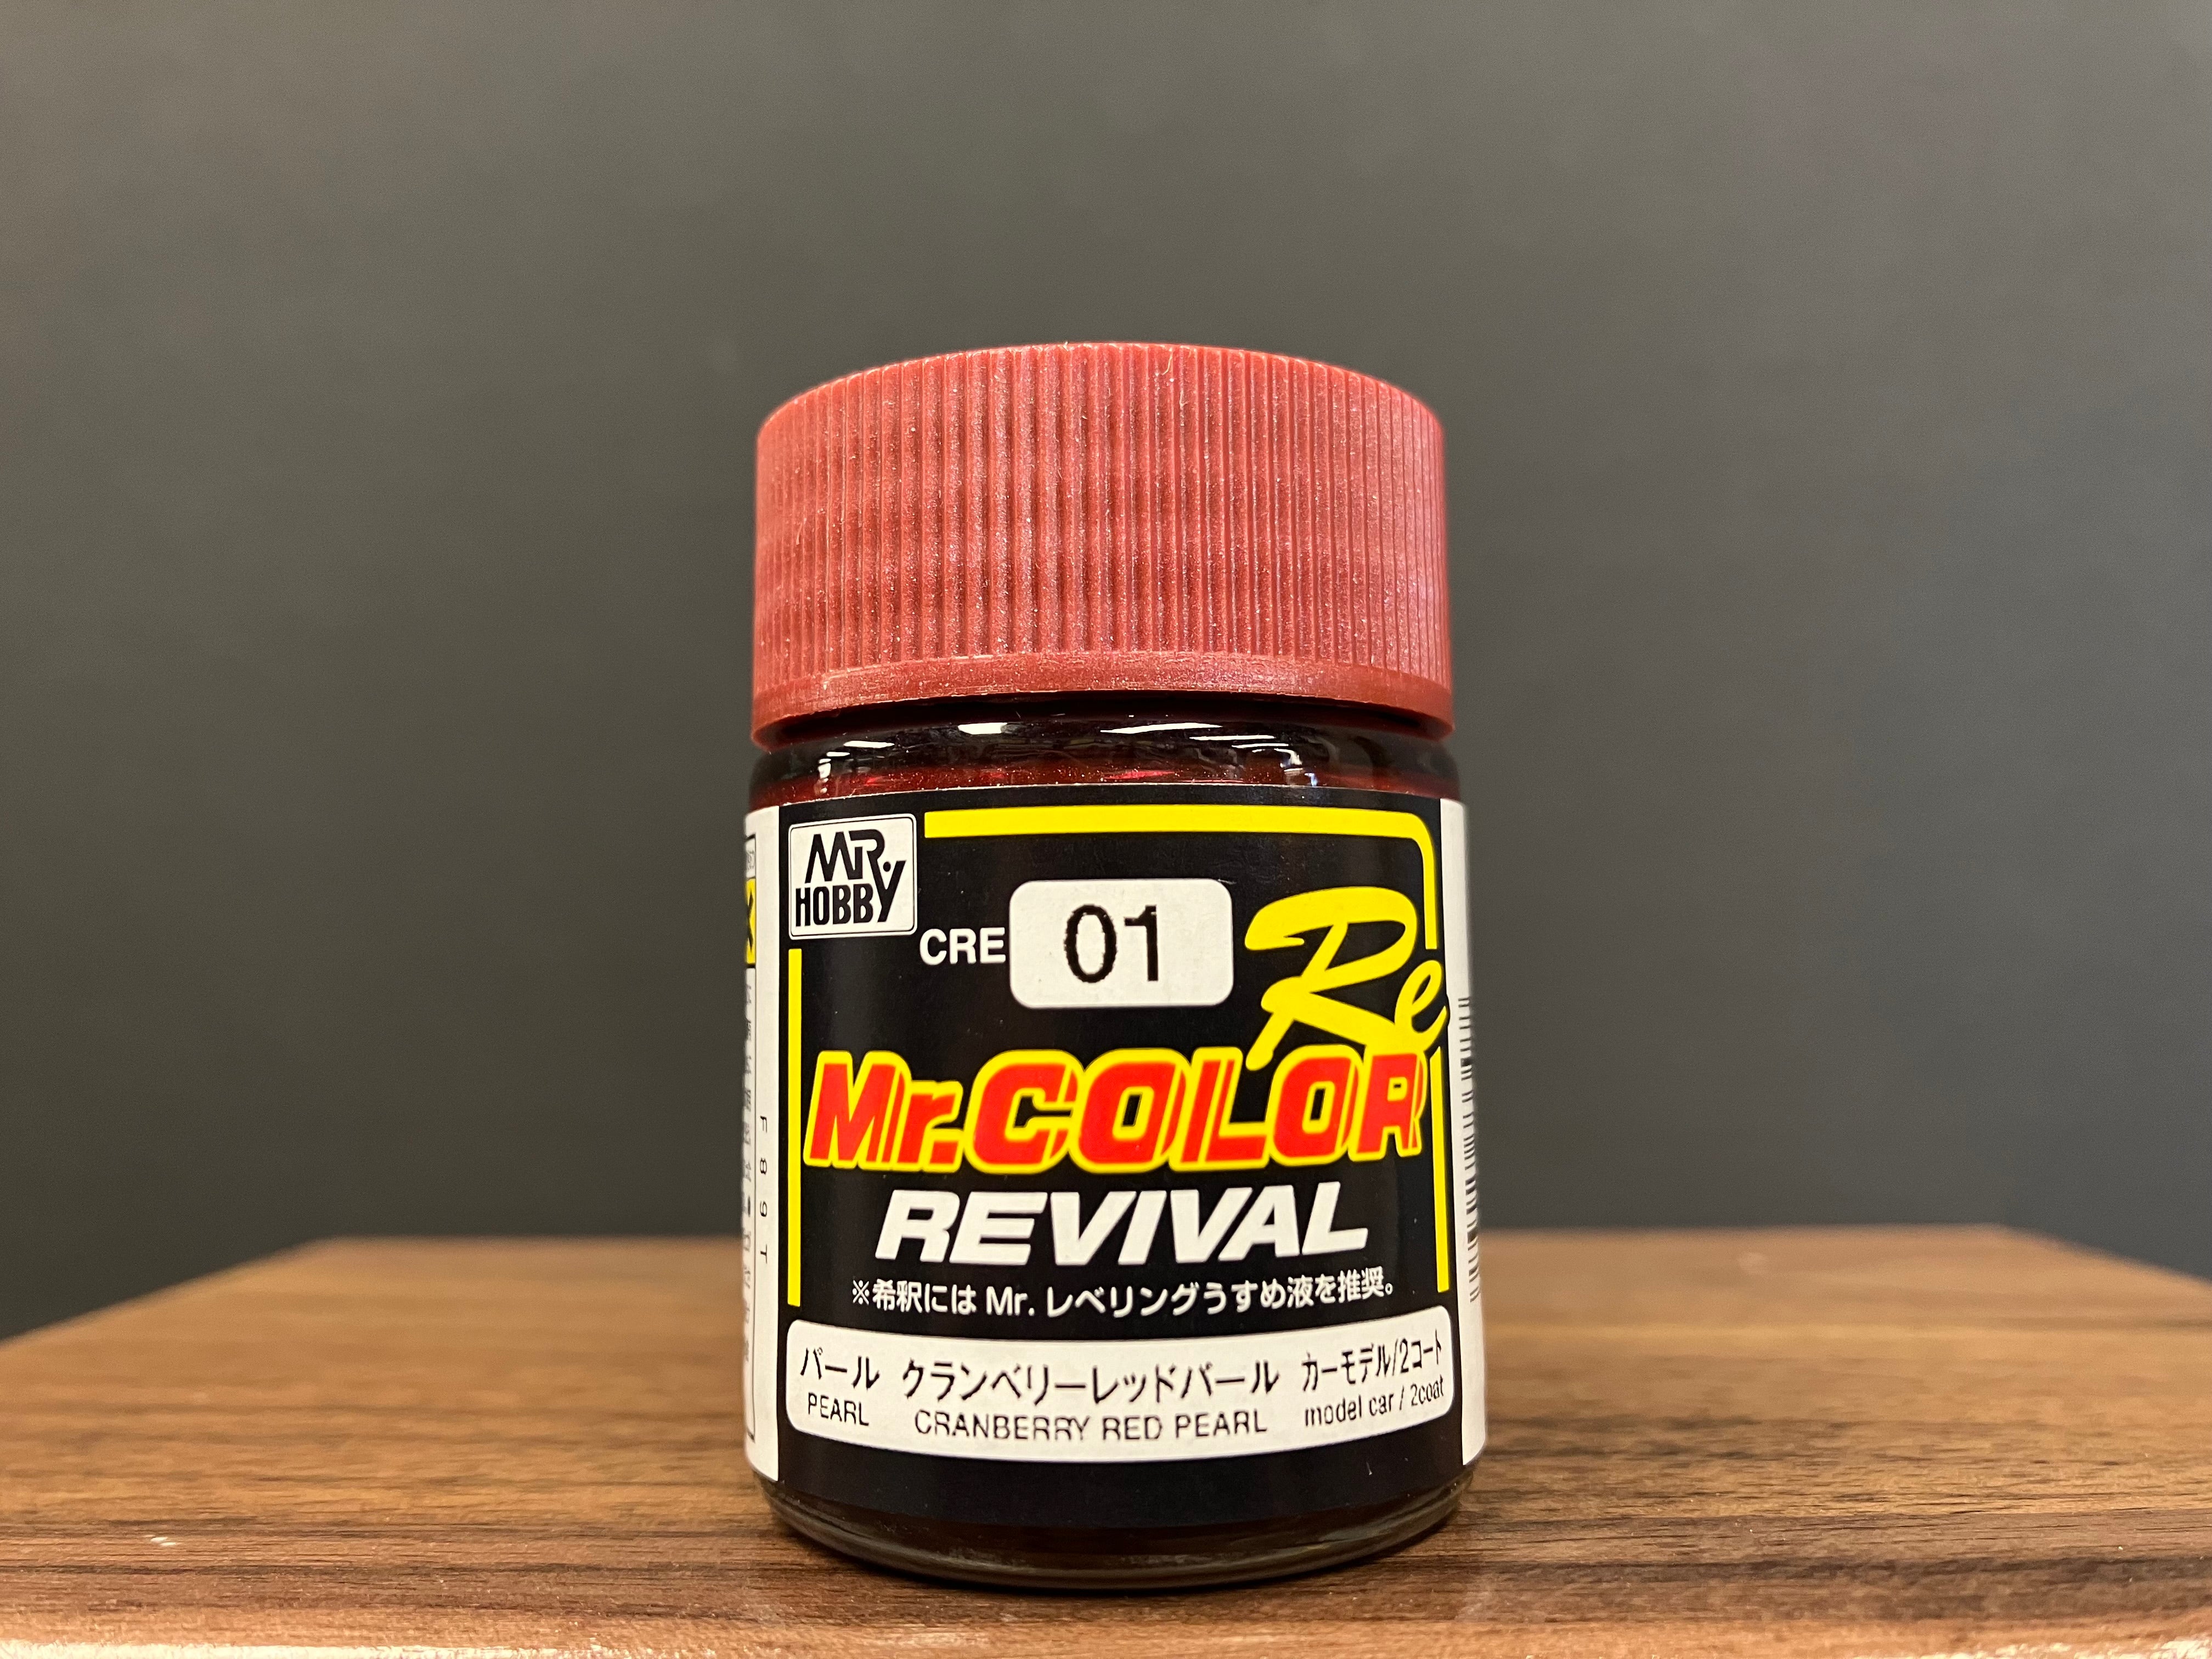 MR. HOBBY
CRE 01 Re
Mr.COLOR
REVIVAL
※希釈には Mr. レベリングうすめ液を推奨。
パール クランベリーレッドパール カーモデル/2コート
PEARL CRANBERRY RED PEARL model car / 2coat
F89T